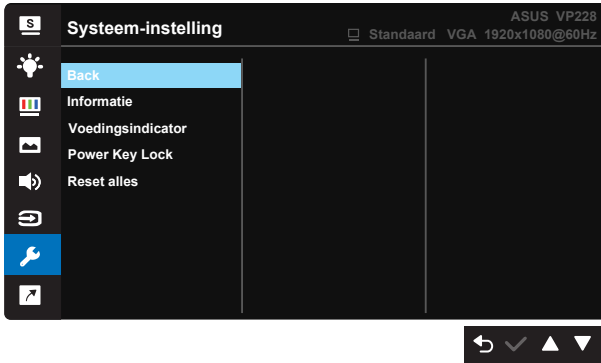 S
Systeem-instelling
ASUS VP228
Standaard VGA 1920x1080@60Hz
Back
Informatie
Voedingsindicator
Power Key Lock
Reset alles